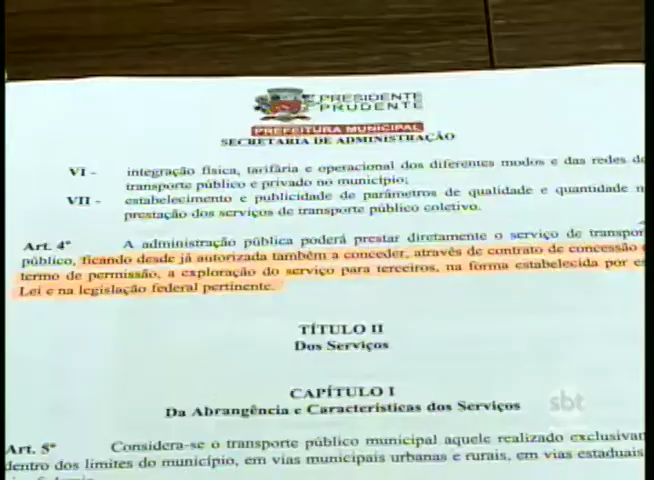 PRESIDENTE
PRUDENTE
PREFEITURA MUNICIPAL
SECRETARIA DE ADMINISTRAÇÃO
VI - integração física, tarifária e operacional dos diferentes modos e das redes de
transporte público e privado no município;
VII - estabelecimento e publicidade de parâmetros de qualidade e quantidade n
prestação dos serviços de transporte público coletivo.
Art. 4º A administração pública poderá prestar diretamente o serviço de transpor
público, ficando desde já autorizada também a conceder, através de contrato de concessão
termo de permissão, a exploração do serviço para terceiros, na forma estabelecida por es
Lei e na legislação federal pertinente.
TÍTULO II
Dos Serviços
CAPÍTULO I
Da Abrangência e Características dos Serviços
sbt
Art. 5º Considera-se o transporte público municipal aquele realizado exclusivam
dentro dos limites do município, em vias municipais urbanas e rurais, em vias estaduais